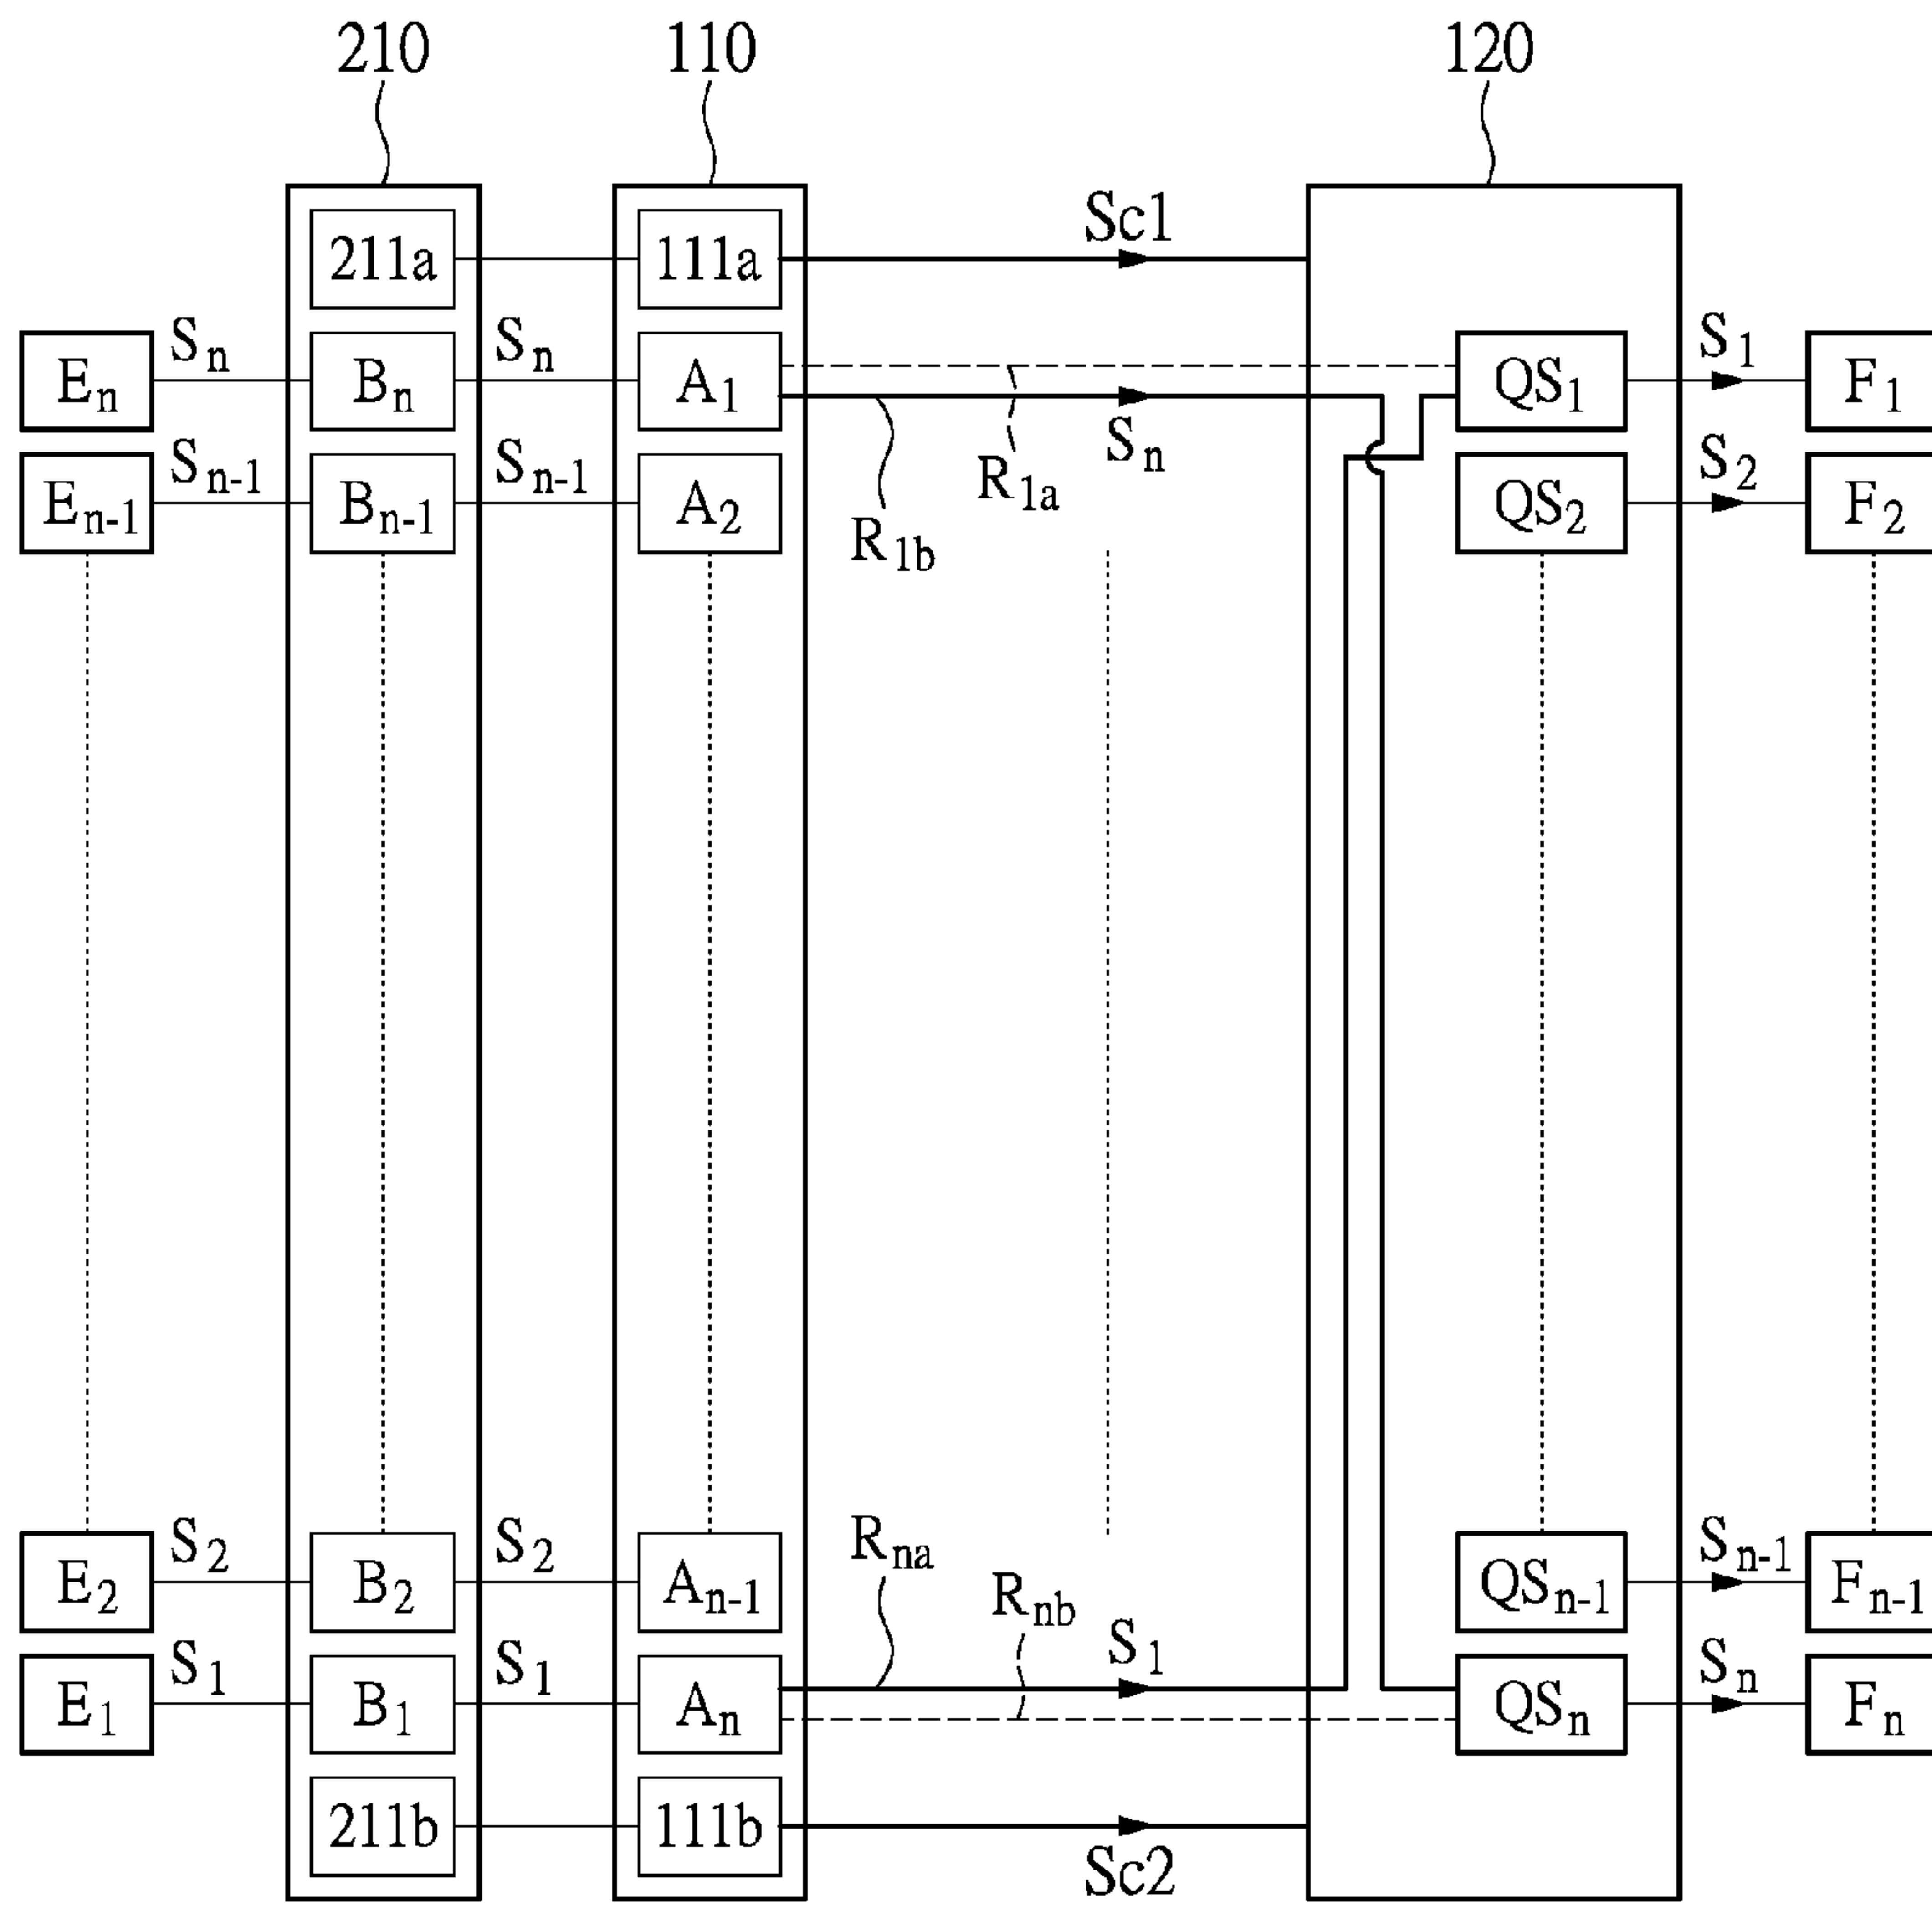 210 110 120
211a 111a Sc1
Eₙ Sₙ Bₙ Sₙ A₁ Sₙ QS₁ S₁ F₁
R₁ₐ
Eₙ₋₁ Sₙ₋₁ Bₙ₋₁ Sₙ₋₁ A₂ QS₂ S₂ F₂
R1b
Rₙₐ
E₂ S₂ B₂ S₂ Aₙ₋₁ QSₙ₋₁ Sₙ₋₁ Fₙ₋₁
Rnb
E₁ S₁ B₁ S₁ Aₙ S₁ QSₙ Sₙ Fₙ
211b 111b Sc2